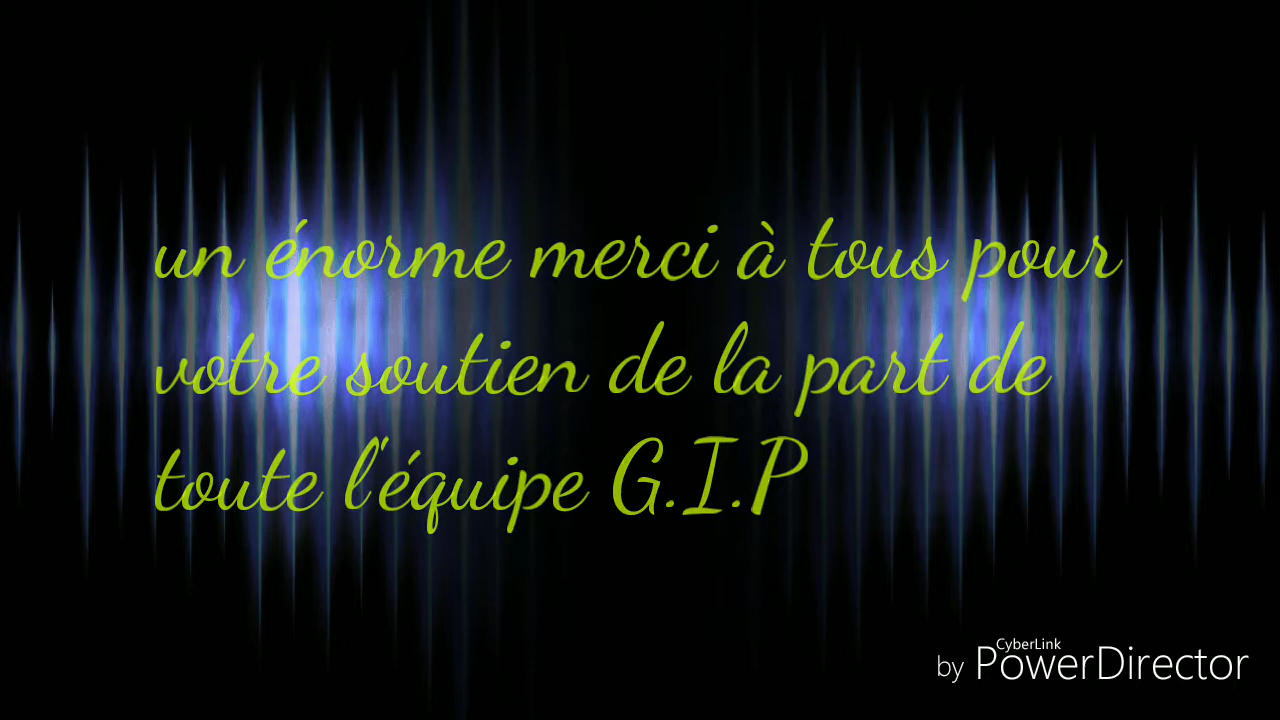 un énorme merci à tous pour
votre soutien de la part de
toute l'équipe G.I.P
CyberLink
by PowerDirector